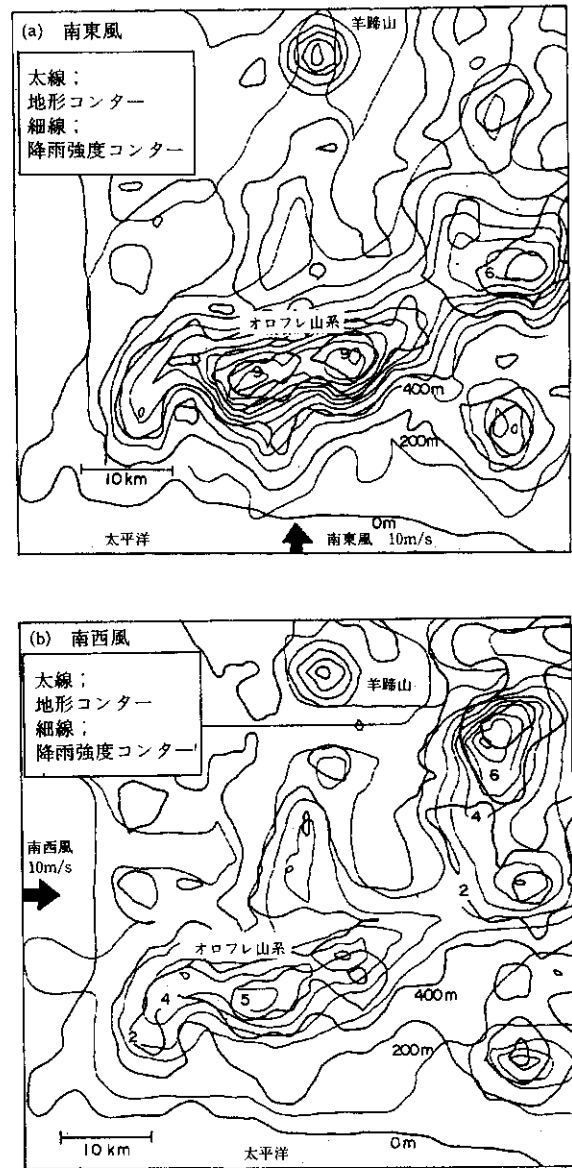 (a) 南東風
羊蹄山
太線;
地形コンター
細線;
降雨強度コンター
6
オロフレ山系
9
9
400m
200m
10km
0m
太平洋
南東風 10m/s
(b) 南西風
太線;
地形コンター
細線;
降雨強度コンター
羊蹄山
6
4
南西風
10m/s
2
オロフレ山系
4
5
400m
2
200m
10km
太平洋
0m